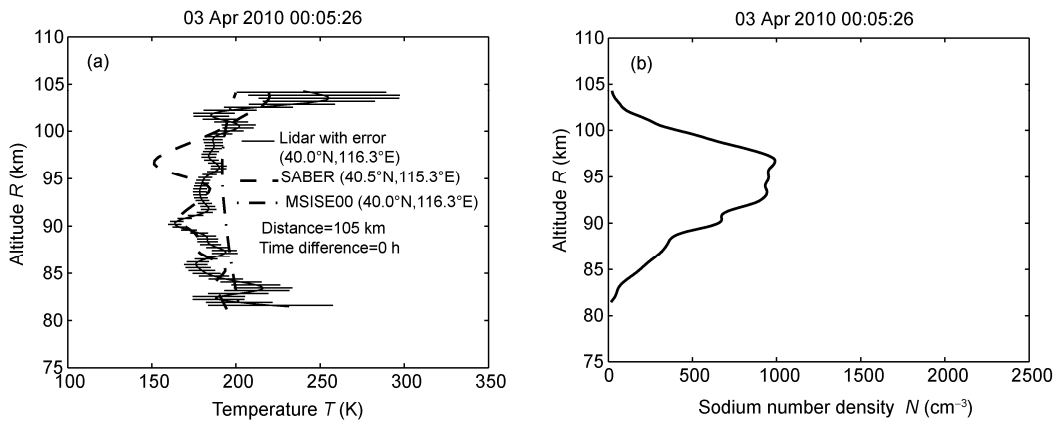 03 Apr 2010 00:05:26
(a)
110
105
100
95
90
85
80
75
Altitude R (km)
Lidar with error
(40.0°N,116.3°E)
SABER (40.5°N,115.3°E)
MSISE00 (40.0°N,116.3°E)
Distance=105 km
Time difference=0 h
100 150 200 250 300 350
Temperature T (K)
03 Apr 2010 00:05:26
(b)
110
105
100
95
90
85
80
75
Altitude R (km)
0 500 1000 1500 2000 2500
Sodium number density N (cm⁻³)